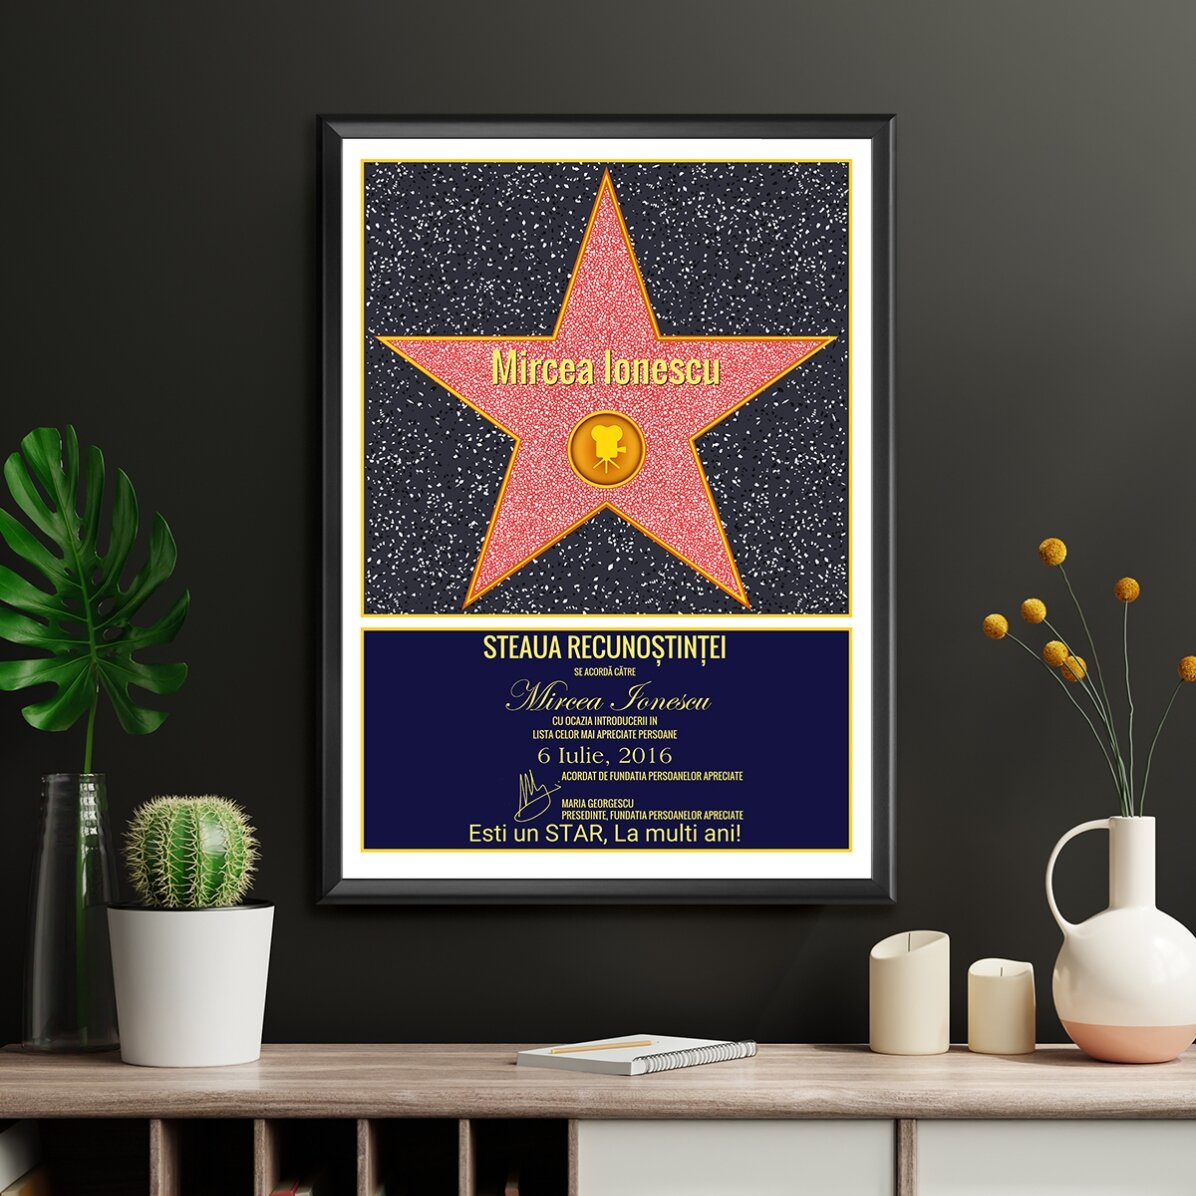 Mircea Ionescu
STEAUA RECUNOȘTINȚEI
SE ACORDĂ CĂTRE
Mircea Ionescu
CU OCAZIA INTRODUCERII IN
LISTA CELOR MAI APRECIATE PERSOANE
6 Iulie, 2016
ACORDAT DE FUNDATIA PERSOANELOR APRECIATE
MARIA GEORGESCU
PRESEDINTE, FUNDATIA PERSOANELOR APRECIATE
Esti un STAR, La multi ani!